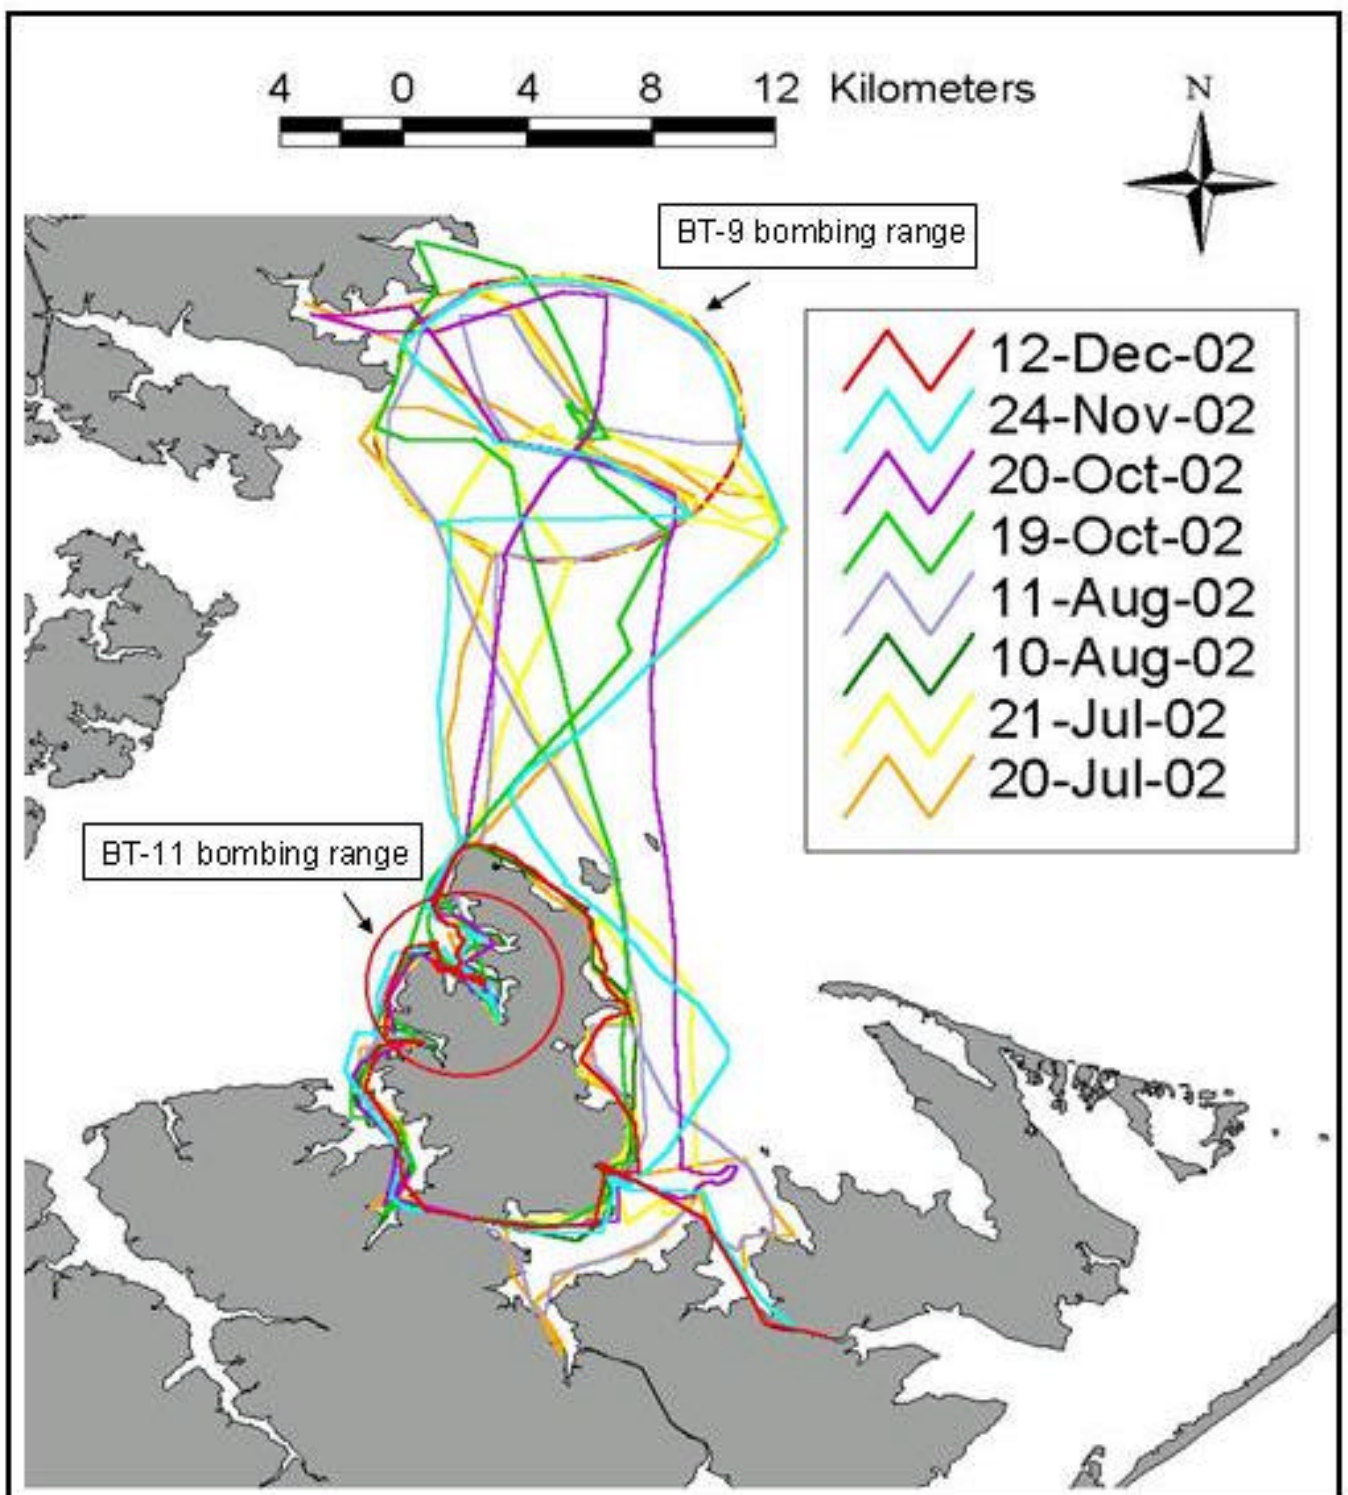 4 0 4 8 12 Kilometers
N
BT-9 bombing range
12-Dec-02
24-Nov-02
20-Oct-02
19-Oct-02
11-Aug-02
10-Aug-02
21-Jul-02
20-Jul-02
BT-11 bombing range